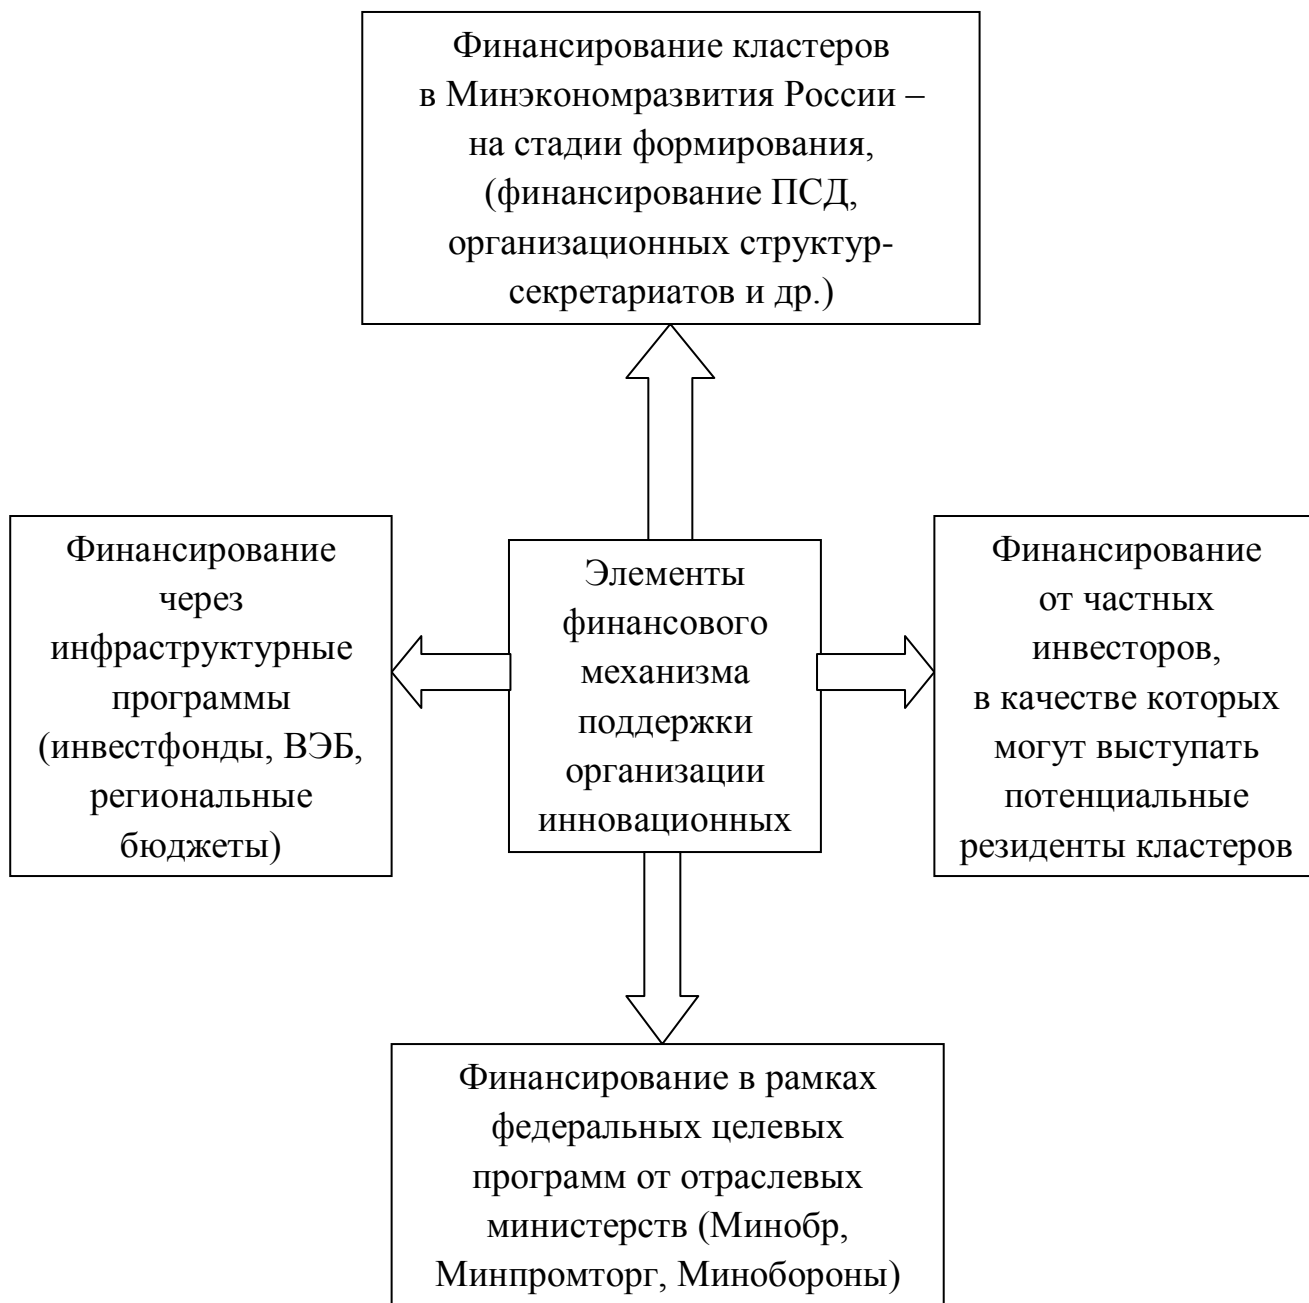 Финансирование кластеров
в Минэкономразвития России –
на стадии формирования,
(финансирование ПСД,
организационных структур-
секретариатов и др.)
Финансирование
через
инфраструктурные
программы
(инвестфонды, ВЭБ,
региональные
бюджеты)
Элементы
финансового
механизма
поддержки
организации
инновационных
Финансирование
от частных
инвесторов,
в качестве которых
могут выступать
потенциальные
резиденты кластеров
Финансирование в рамках
федеральных целевых
программ от отраслевых
министерств (Минобр,
Минпромторг, Минобороны)